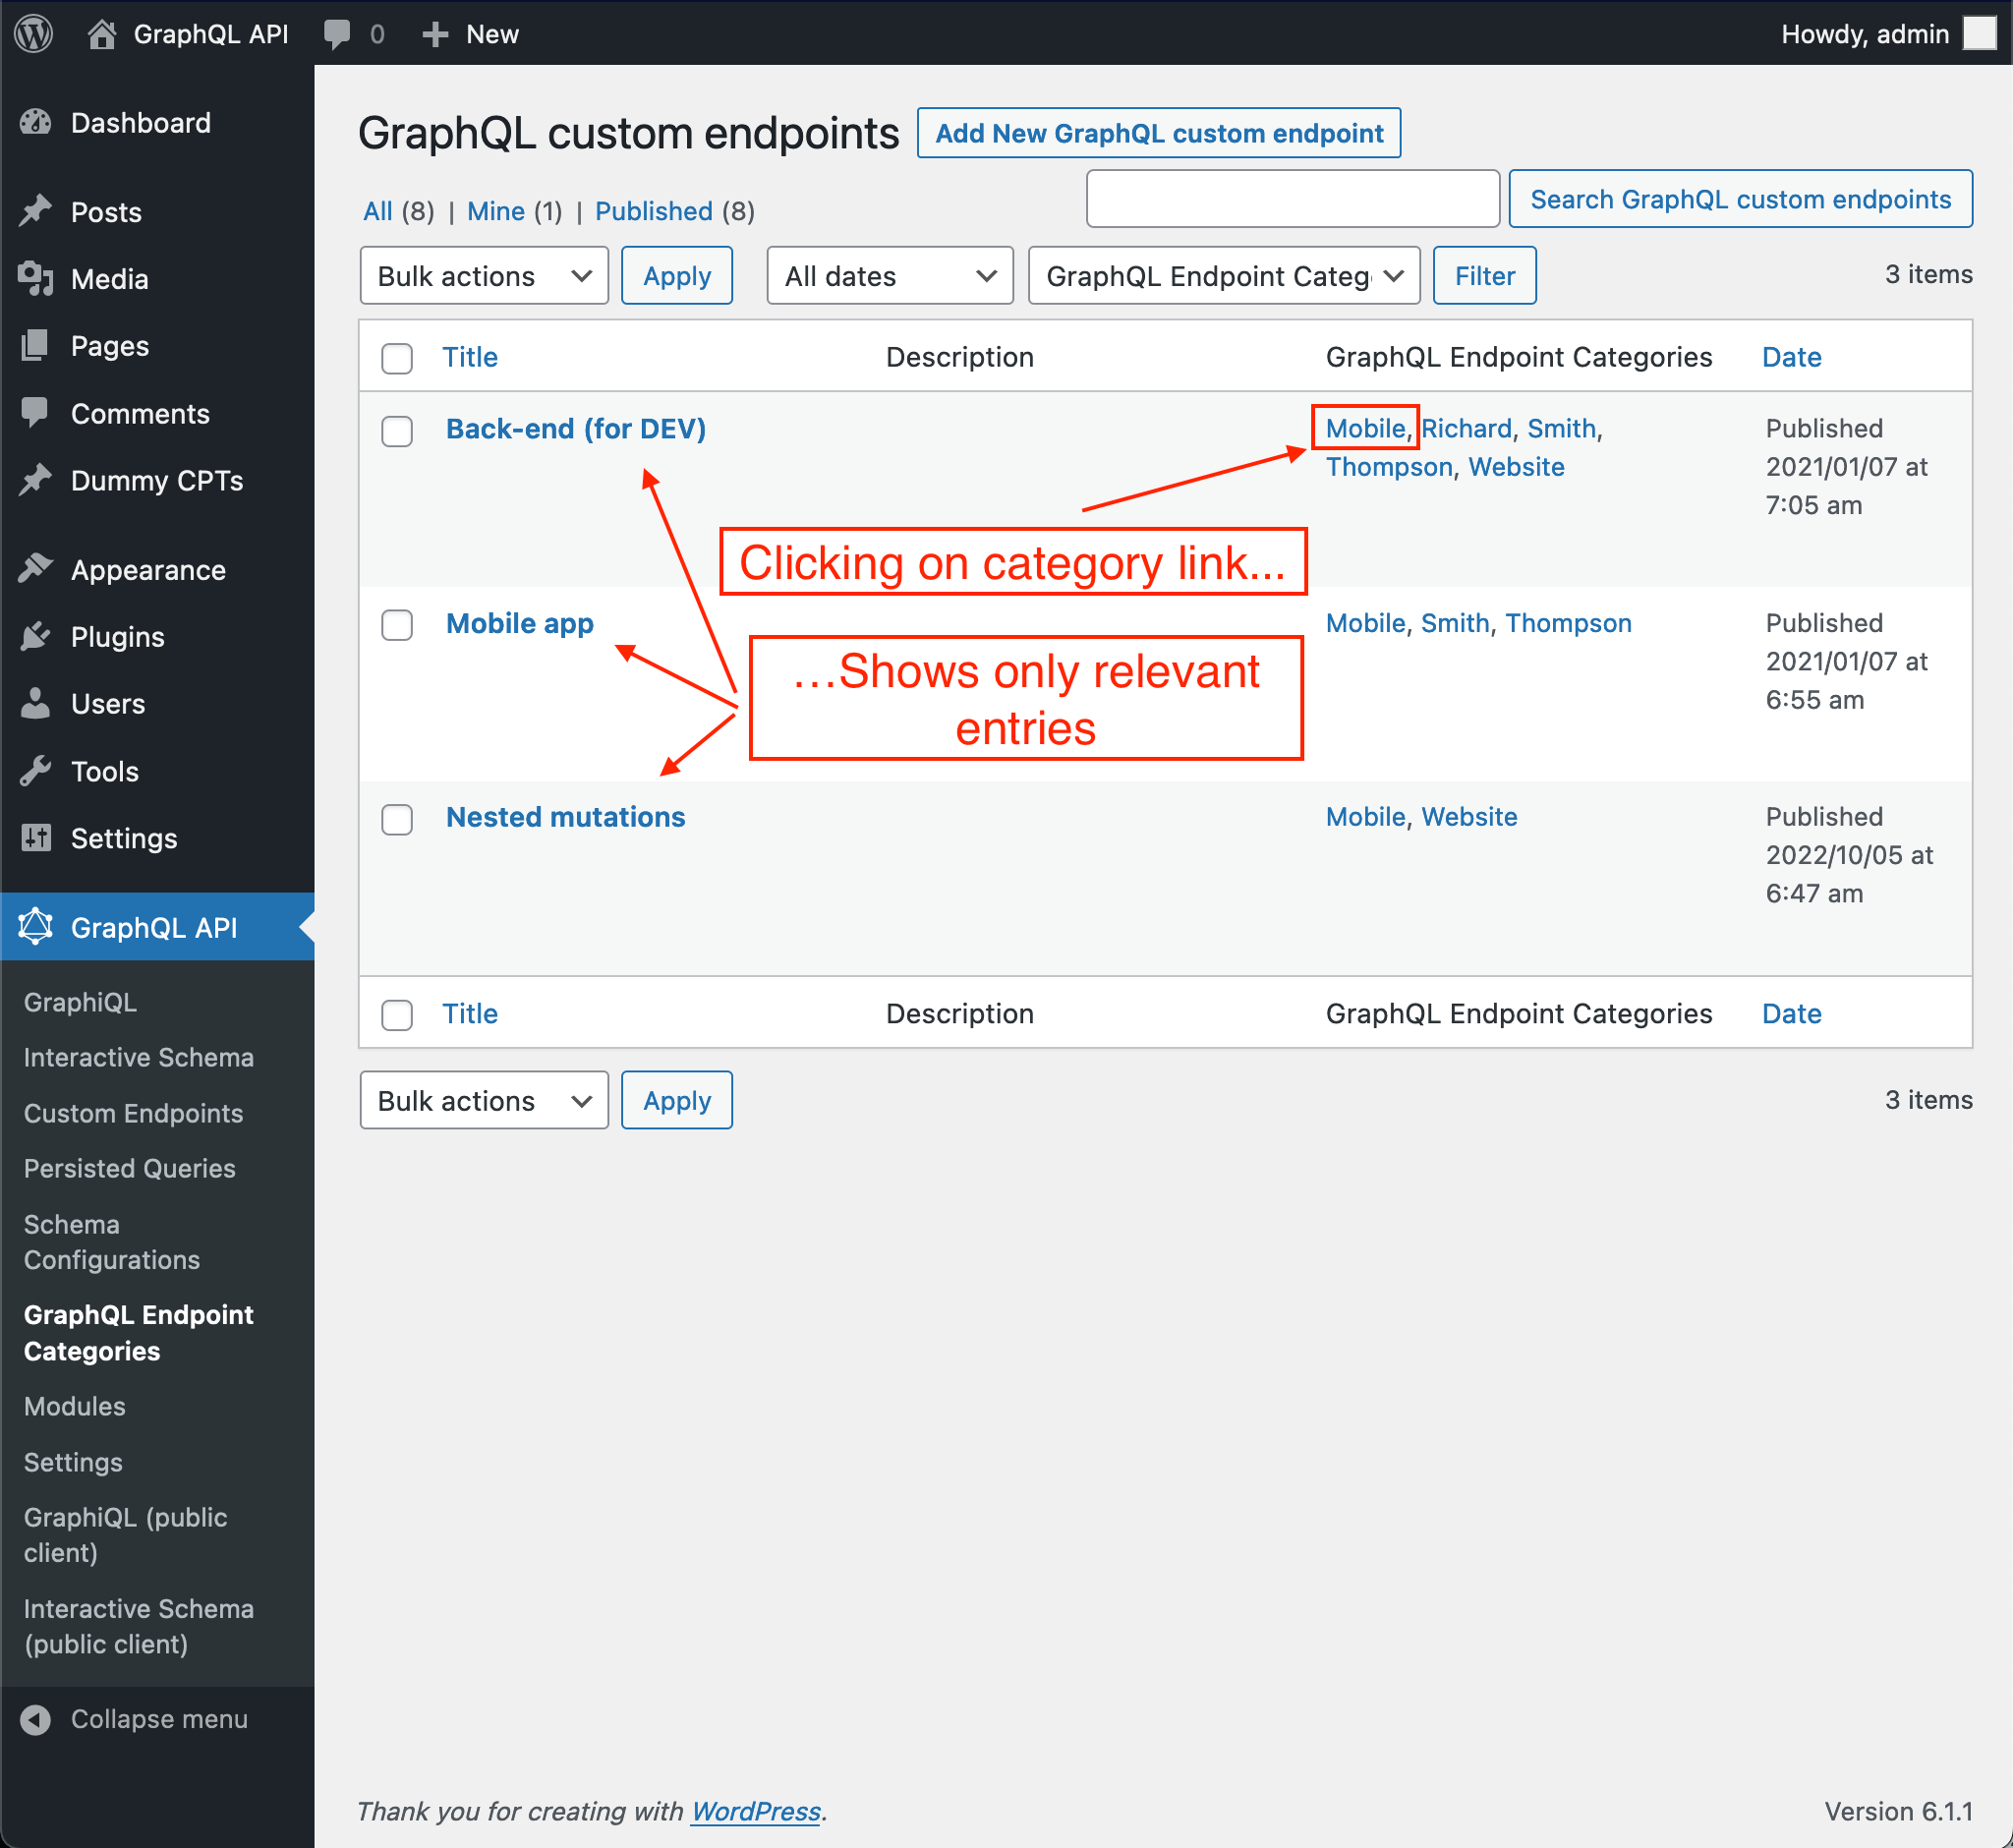 GraphQL API 0 New Howdy, admin
Dashboard
Posts
Media
Pages
Comments
Dummy CPTs
Appearance
Plugins
Users
Tools
Settings
GraphQL API
GraphiQL
Interactive Schema
Custom Endpoints
Persisted Queries
Schema
Configurations
GraphQL Endpoint
Categories
Modules
Settings
GraphiQL (public
client)
Interactive Schema
(public client)
Collapse menu
GraphQL custom endpoints Add New GraphQL custom endpoint
All (8) | Mine (1) | Published (8) Search GraphQL custom endpoints
Bulk actions Apply All dates GraphQL Endpoint Categ Filter 3 items
Title Description GraphQL Endpoint Categories Date
Back-end (for DEV) Mobile, Richard, Smith, Published
Thompson, Website 2021/01/07 at
7:05 am
Clicking on category link...
Mobile app Mobile, Smith, Thompson Published
2021/01/07 at
6:55 am
...Shows only relevant
entries
Nested mutations Mobile, Website Published
2022/10/05 at
6:47 am
Title Description GraphQL Endpoint Categories Date
Bulk actions Apply 3 items
Thank you for creating with WordPress. Version 6.1.1